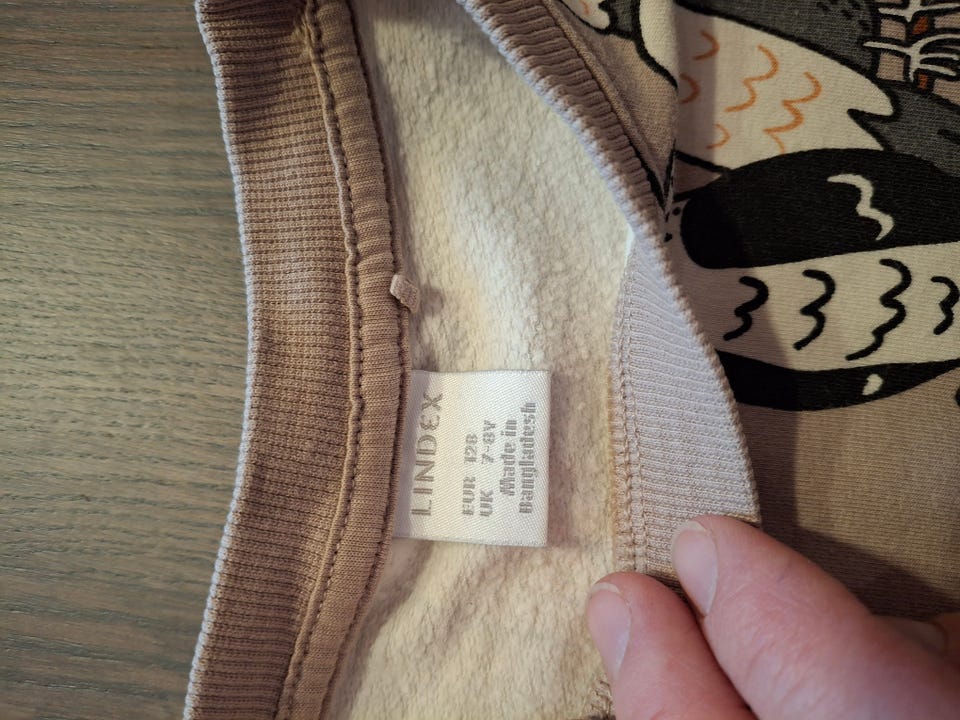 LINDEX
EUR 128
UK 7-8Y
Made in
Bangladesh